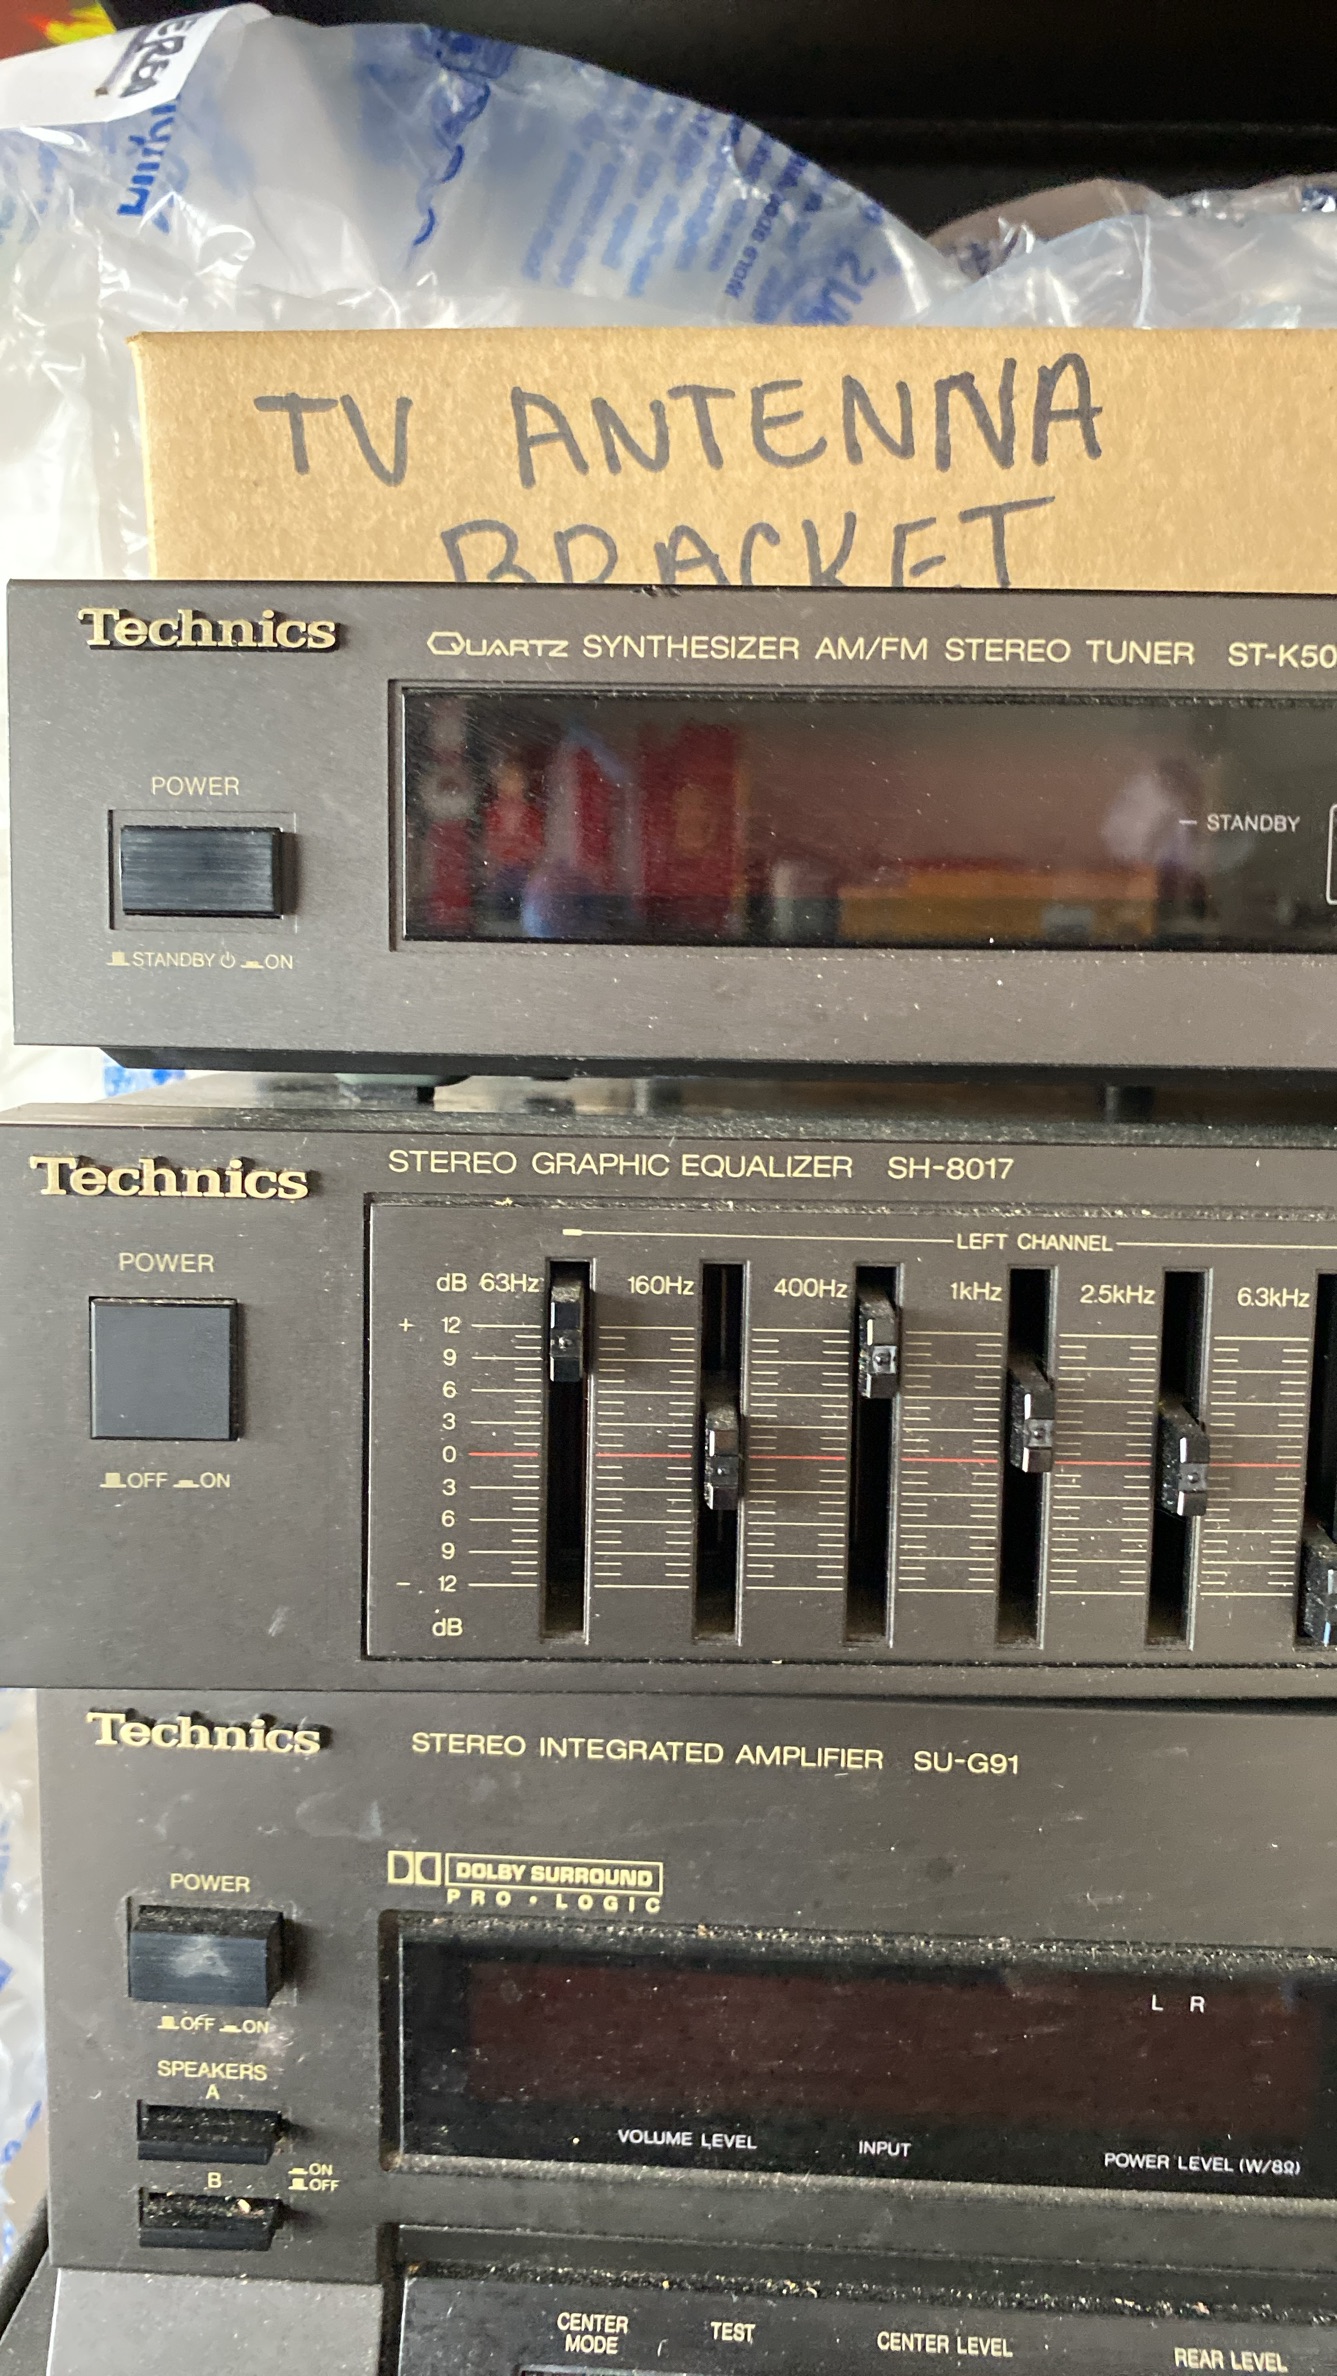 TV ANTENNA
BRACKET
Technics
QUARTZ SYNTHESIZER AM/FM STEREO TUNER ST-K50
POWER
STANDBY
STANDBY ON
Technics
STEREO GRAPHIC EQUALIZER SH-8017
POWER
LEFT CHANNEL
dB 63Hz 160Hz 400Hz 1kHz 2.5kHz 6.3kHz
+ 12
9
6
3
0
3
6
9
- 12
dB
OFF ON
Technics
STEREO INTEGRATED AMPLIFIER SU-G91
DOLBY SURROUND
PRO • LOGIC
POWER
OFF ON
L R
SPEAKERS
A
VOLUME LEVEL INPUT POWER LEVEL (W/8Ω)
B
ON
OFF
CENTER MODE TEST CENTER LEVEL REAR LEVEL